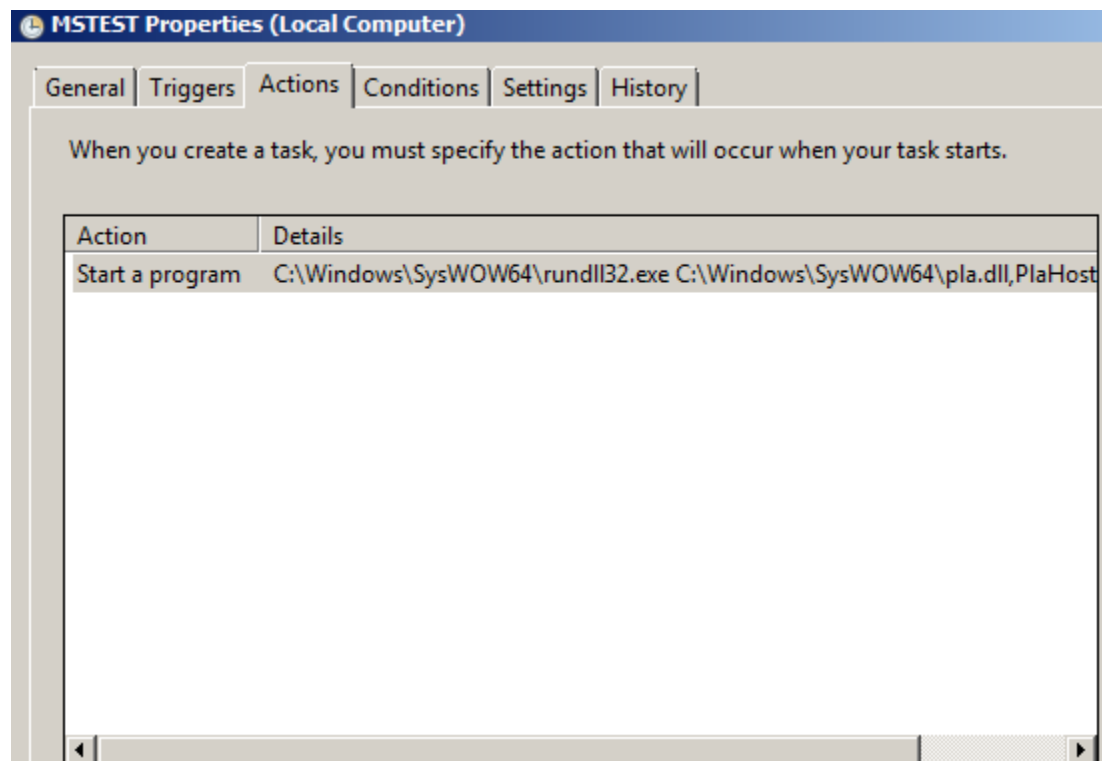 MSTEST Properties (Local Computer)
General Triggers Actions Conditions Settings History
When you create a task, you must specify the action that will occur when your task starts.
Action Details
Start a program C:\Windows\SysWOW64\rundll32.exe C:\Windows\SysWOW64\pla.dll,PlaHost